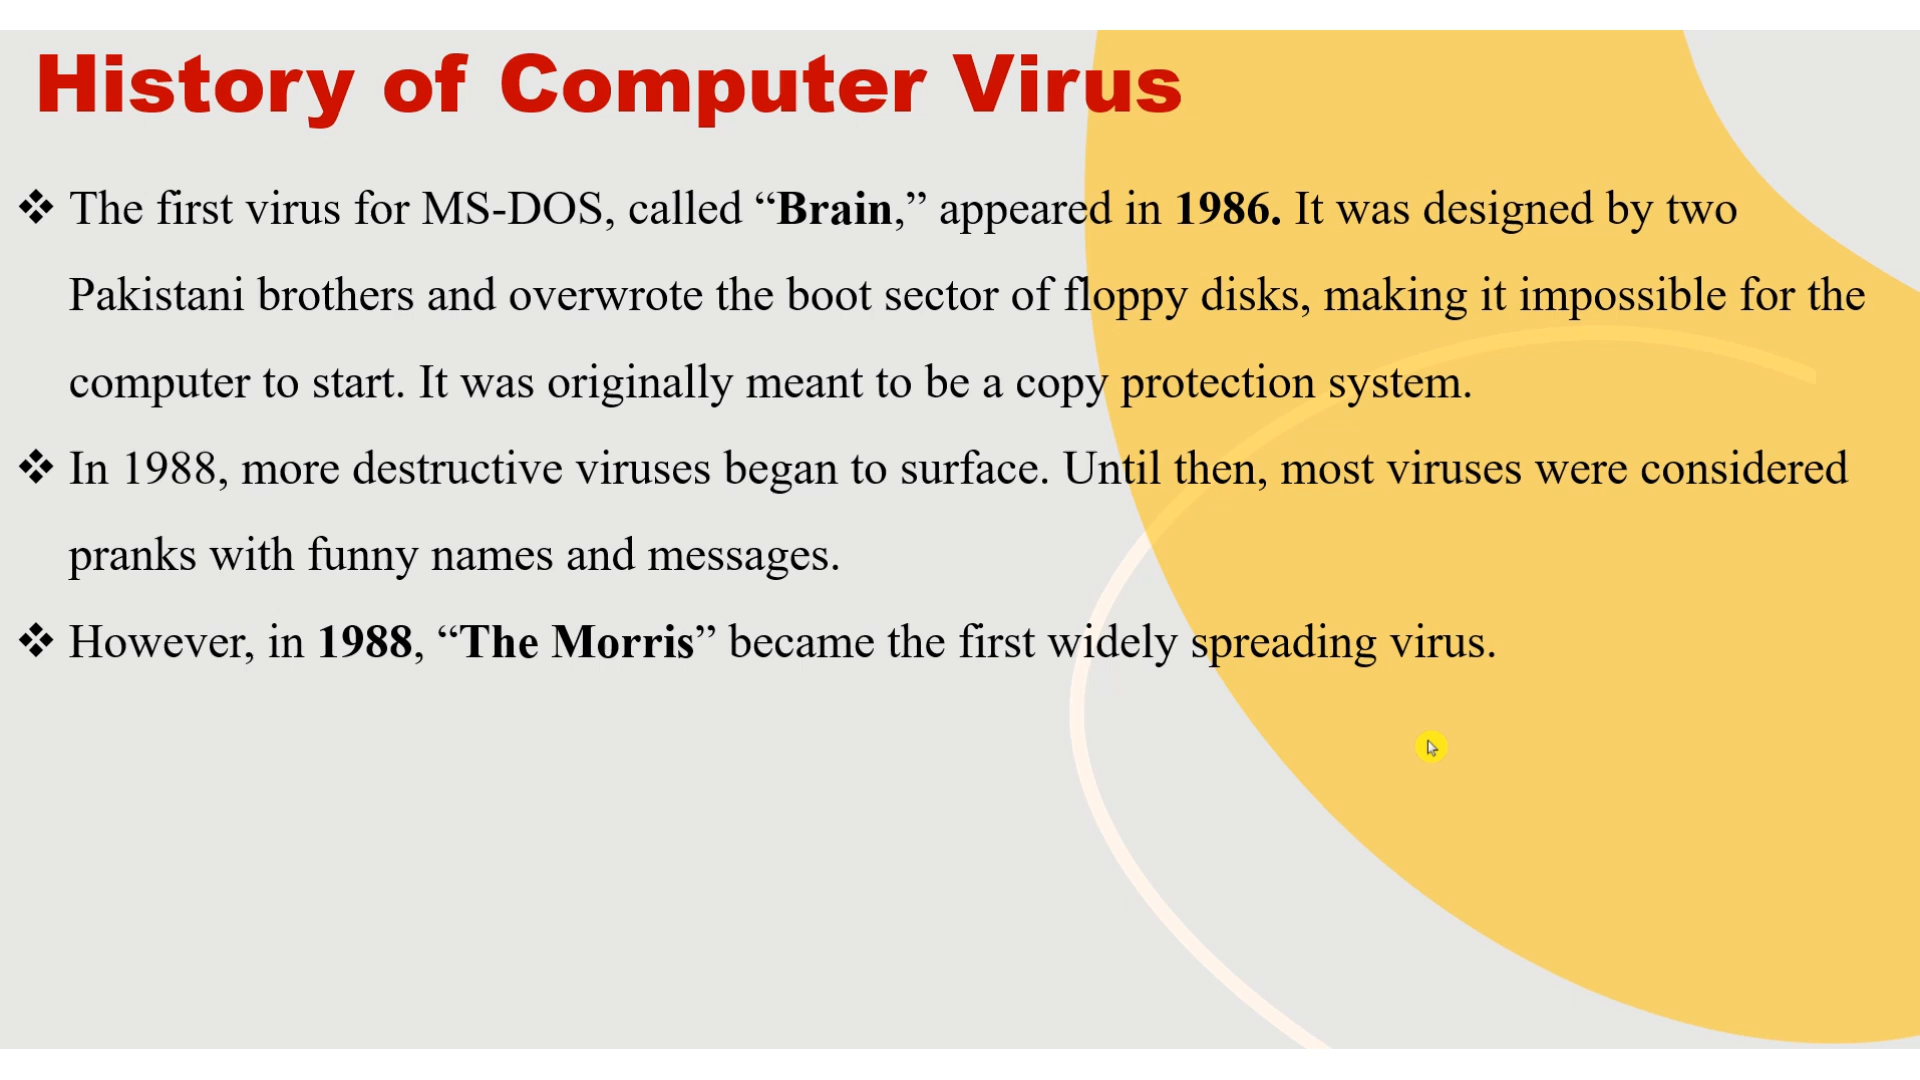 History of Computer Virus
❖ The first virus for MS-DOS, called “Brain,” appeared in 1986. It was designed by two
Pakistani brothers and overwrote the boot sector of floppy disks, making it impossible for the
computer to start. It was originally meant to be a copy protection system.
❖ In 1988, more destructive viruses began to surface. Until then, most viruses were considered
pranks with funny names and messages.
❖ However, in 1988, “The Morris” became the first widely spreading virus.